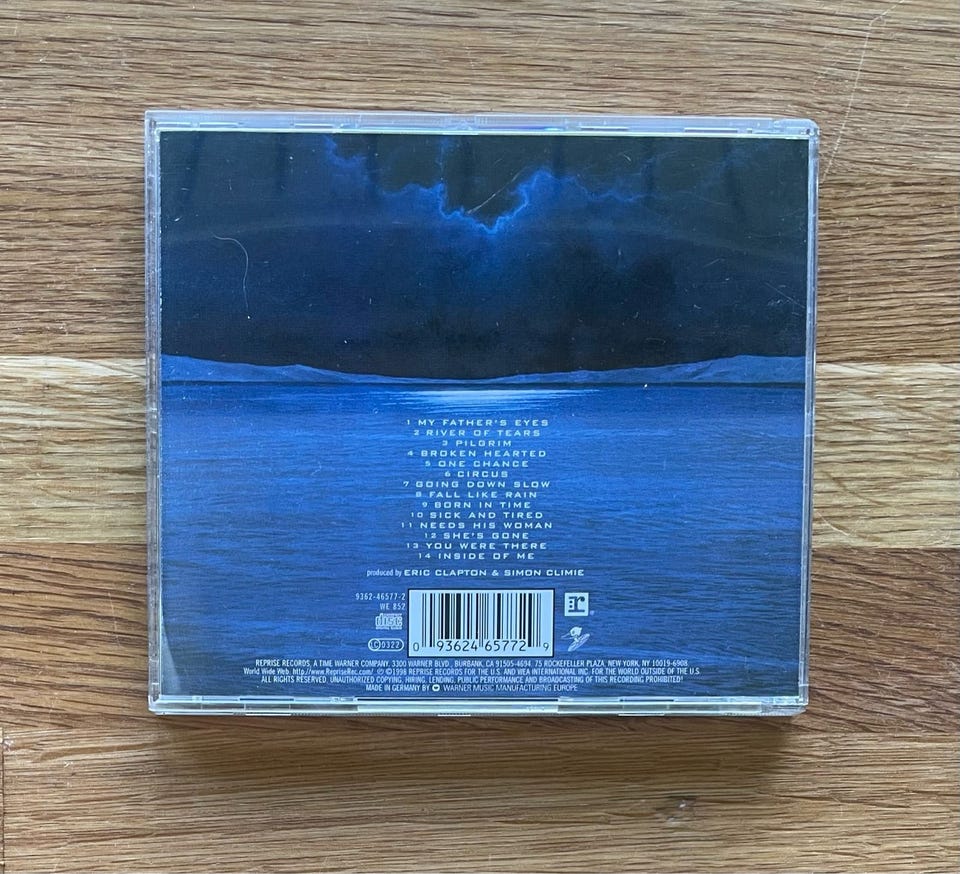 1 MY FATHER'S EYES
2 RIVER OF TEARS
3 PILGRIM
4 BROKEN HEARTED
5 ONE CHANCE
6 CIRCUS
7 GOING DOWN SLOW
8 FALL LIKE RAIN
9 BORN IN TIME
10 SICK AND TIRED
11 NEEDS HIS WOMAN
12 SHE'S GONE
13 YOU WERE THERE
14 INSIDE OF ME
produced by ERIC CLAPTON & SIMON CLIMIE
9362-46577-2
WE 852
COMPACT disc DIGITAL AUDIO
LC 0322
0 93624 65772 9
r ®
REPRISE RECORDS, A TIME WARNER COMPANY. 3300 WARNER BLVD., BURBANK, CA 91505-4694. 75 ROCKEFELLER PLAZA, NEW-YORK, NY 10019-6908.
World Wide Web: http://www.RepriseRec.com/ ℗©1998 REPRISE RECORDS FOR THE U.S. AND WEA INTERNATIONAL INC. FOR THE WORLD OUTSIDE OF THE U.S.
ALL RIGHTS RESERVED. UNAUTHORIZED COPYING, HIRING, LENDING, PUBLIC PERFORMANCE AND BROADCASTING OF THIS RECORDING PROHIBITED!
MADE IN GERMANY BY WARNER MUSIC MANUFACTURING EUROPE